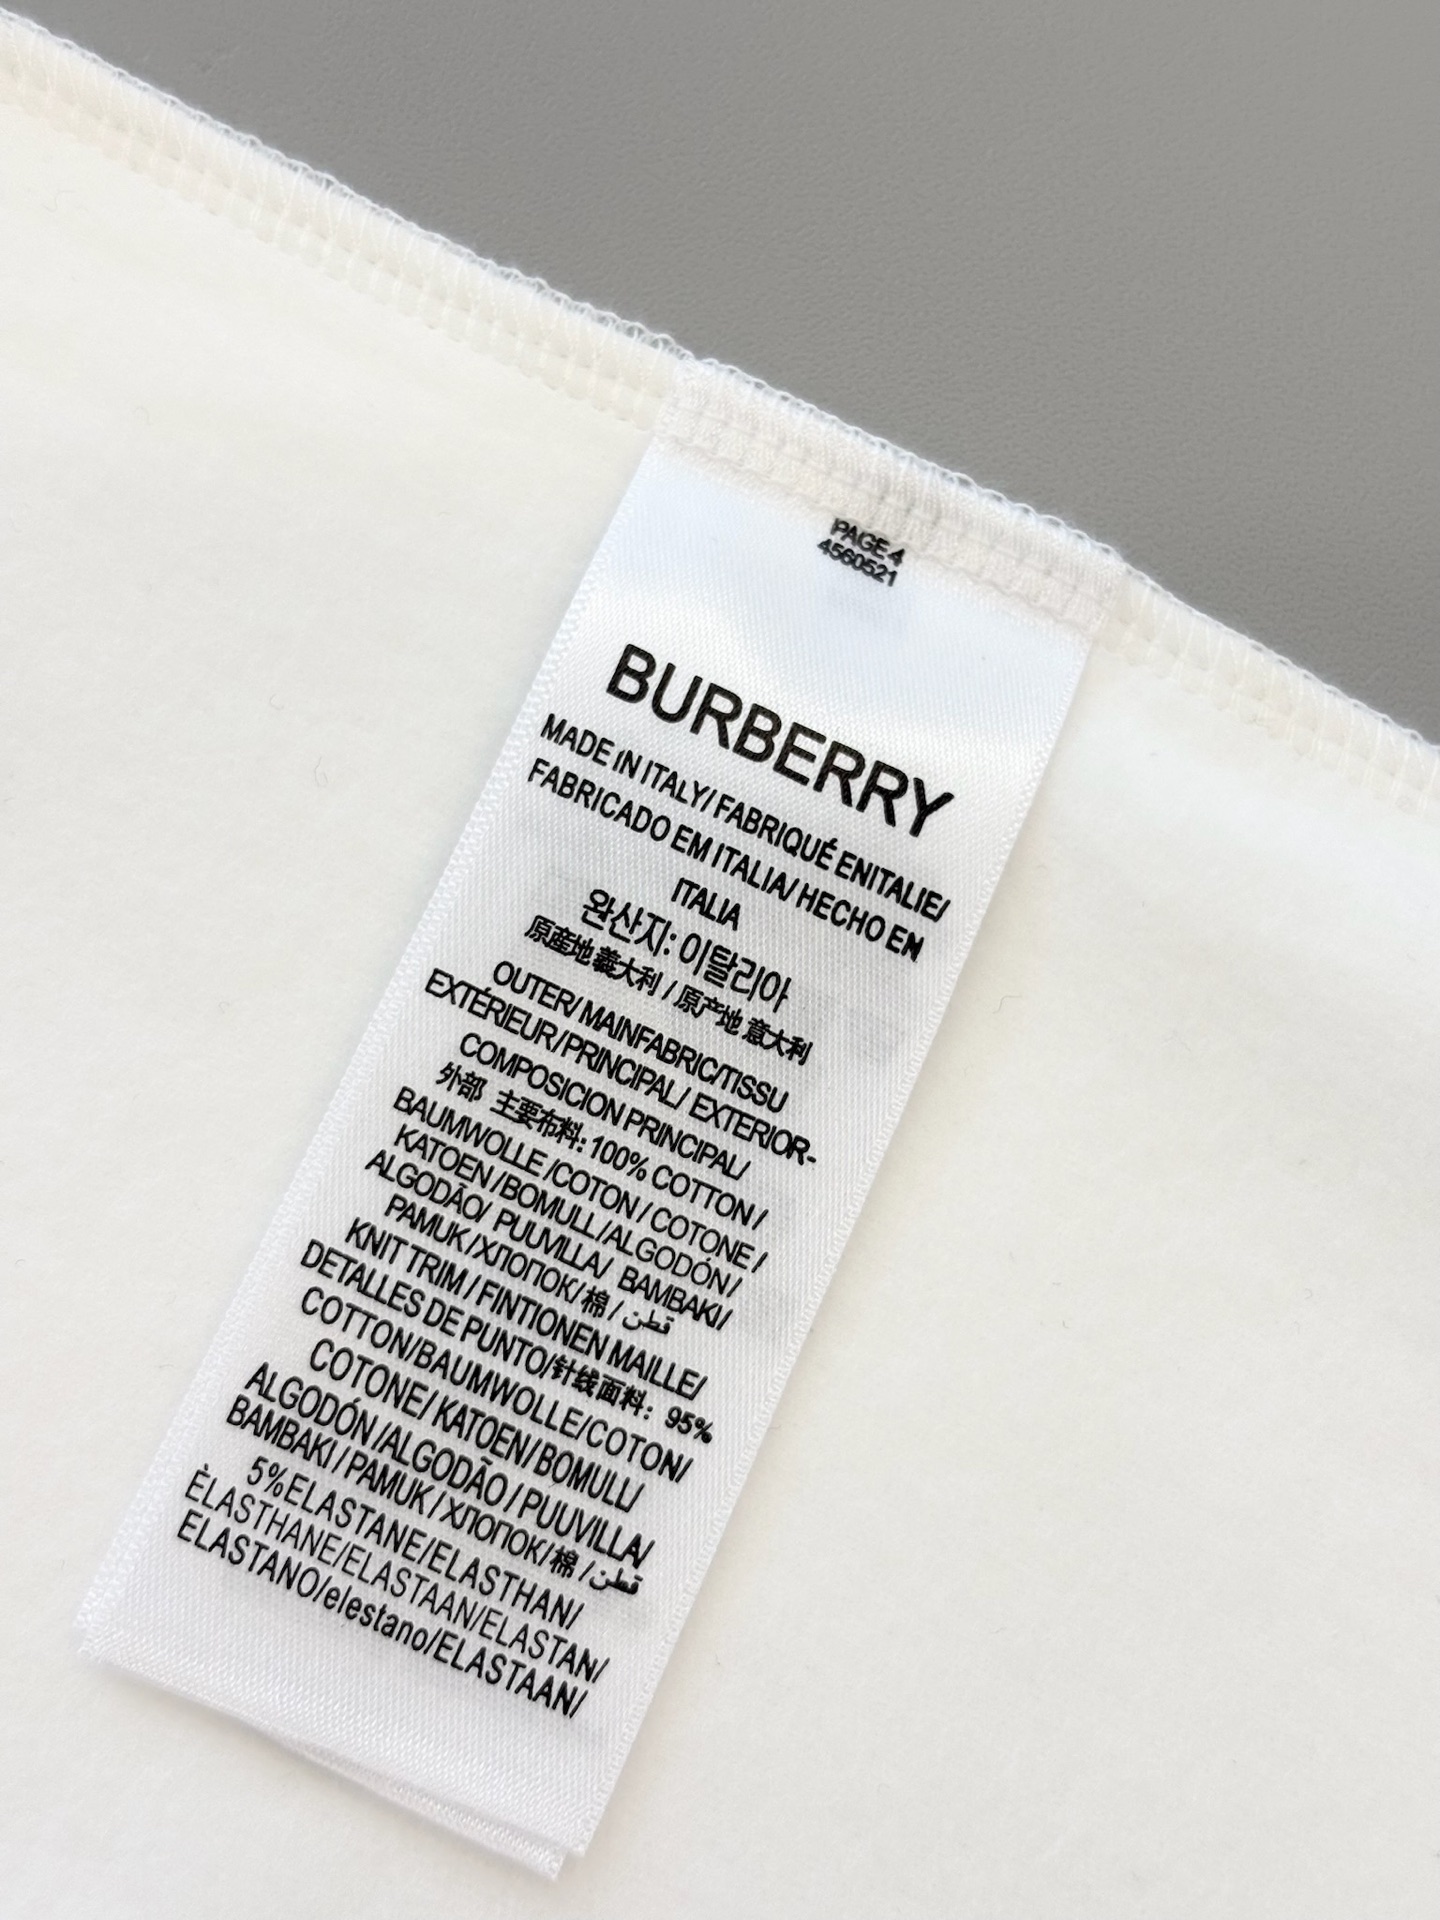 PAGE 4
4560521
BURBERRY
MADE IN ITALY/ FABRIQUÉ ENITALIE/
FABRICADO EM ITALIA/ HECHO EN
ITALIA
완산지: 이탈리아
原產地 義大利 / 原产地 意大利
OUTER/ MAINFABRIC/TISSU
EXTÉRIEUR/PRINCIPAL/ EXTERIOR-
COMPOSICION PRINCIPAL/
外部 主要布料: 100% COTTON /
BAUMWOLLE /COTON / COTONE /
KATOEN /BOMULL/ALGODÓN /
ALGODÃO/ PUUVILLA/ BAMBAKI/
PAMUK /ХЛОПОК/ 棉 / قطن
KNIT TRIM / FINTIONEN MAILLE/
DETALLES DE PUNTO/针线面料: 95%
COTTON/BAUMWOLLE/COTON/
COTONE/ KATOEN/ BOMULL/
ALGODÓN /ALGODÃO / PUUVILLA/
BAMBAKI / PAMUK / ХЛОПОК/ 棉 / قطن
5%ELASTANE/ELASTHAN/
ÈLASTHANE/ELASTAAN/ELASTAN/
ELASTANO/elestano/ELASTAAN/